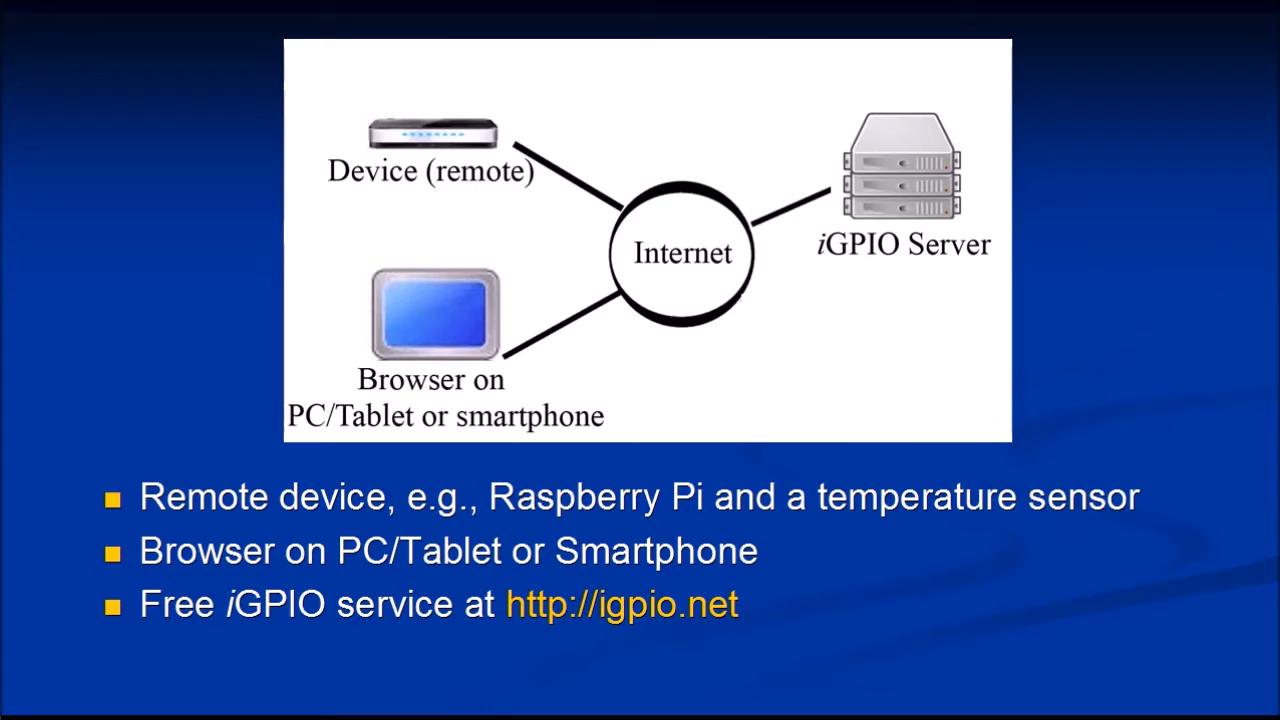 Device (remote)
Internet
iGPIO Server
Browser on
PC/Tablet or smartphone
Remote device, e.g., Raspberry Pi and a temperature sensor
Browser on PC/Tablet or Smartphone
Free iGPIO service at http://igpio.net